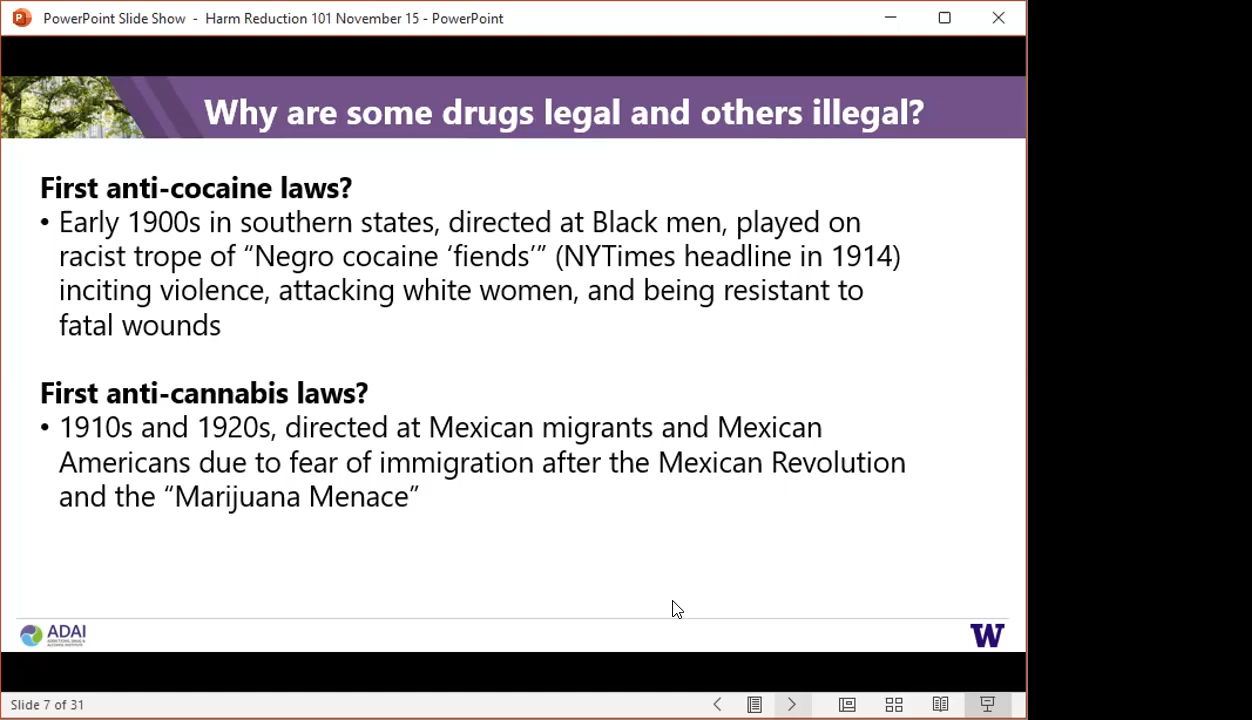 PowerPoint Slide Show - Harm Reduction 101 November 15 - PowerPoint
Why are some drugs legal and others illegal?
First anti-cocaine laws?
• Early 1900s in southern states, directed at Black men, played on
racist trope of “Negro cocaine ‘fiends’” (NYTimes headline in 1914)
inciting violence, attacking white women, and being resistant to
fatal wounds
First anti-cannabis laws?
• 1910s and 1920s, directed at Mexican migrants and Mexican
Americans due to fear of immigration after the Mexican Revolution
and the “Marijuana Menace”
ADAI
W
Slide 7 of 31